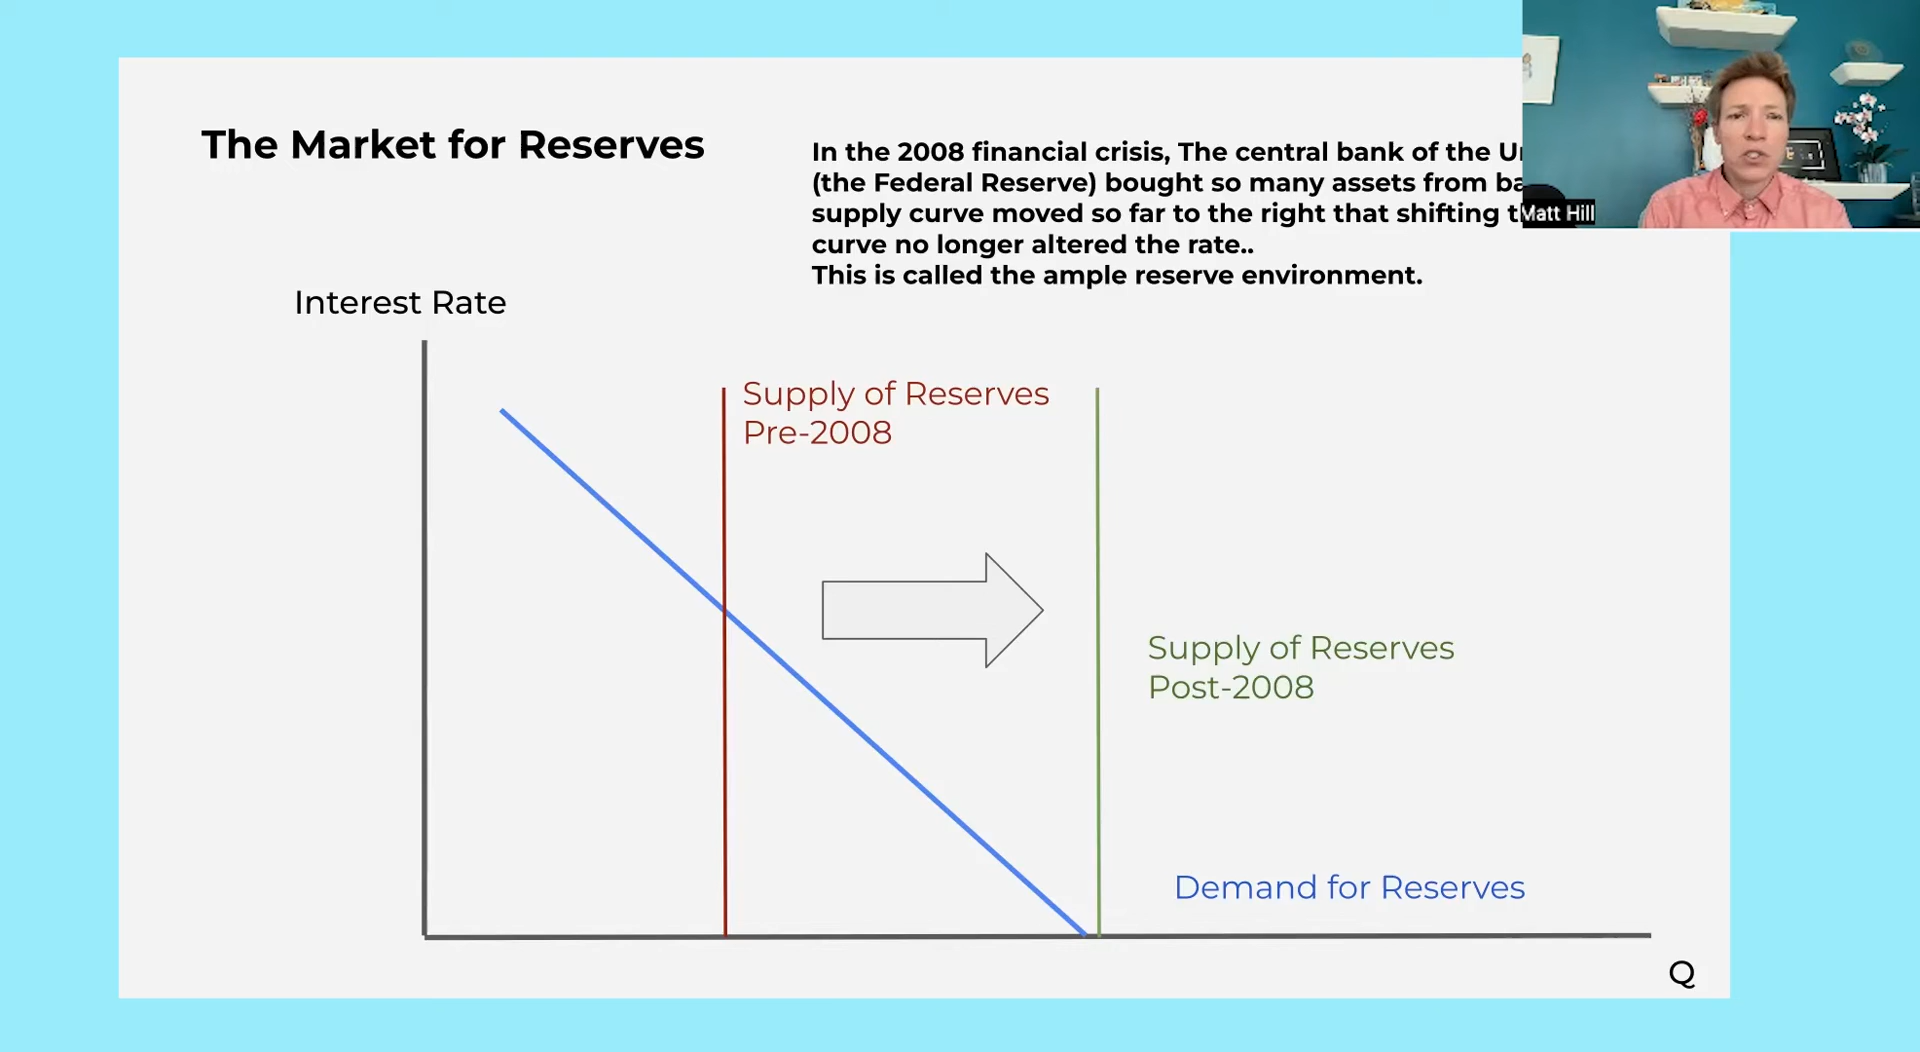 The Market for Reserves
In the 2008 financial crisis, The central bank of the
(the Federal Reserve) bought so many assets from
supply curve moved so far to the right that shifting
curve no longer altered the rate..
This is called the ample reserve environment.
Matt Hill
Interest Rate
Supply of Reserves
Pre-2008
Supply of Reserves
Post-2008
Demand for Reserves
Q